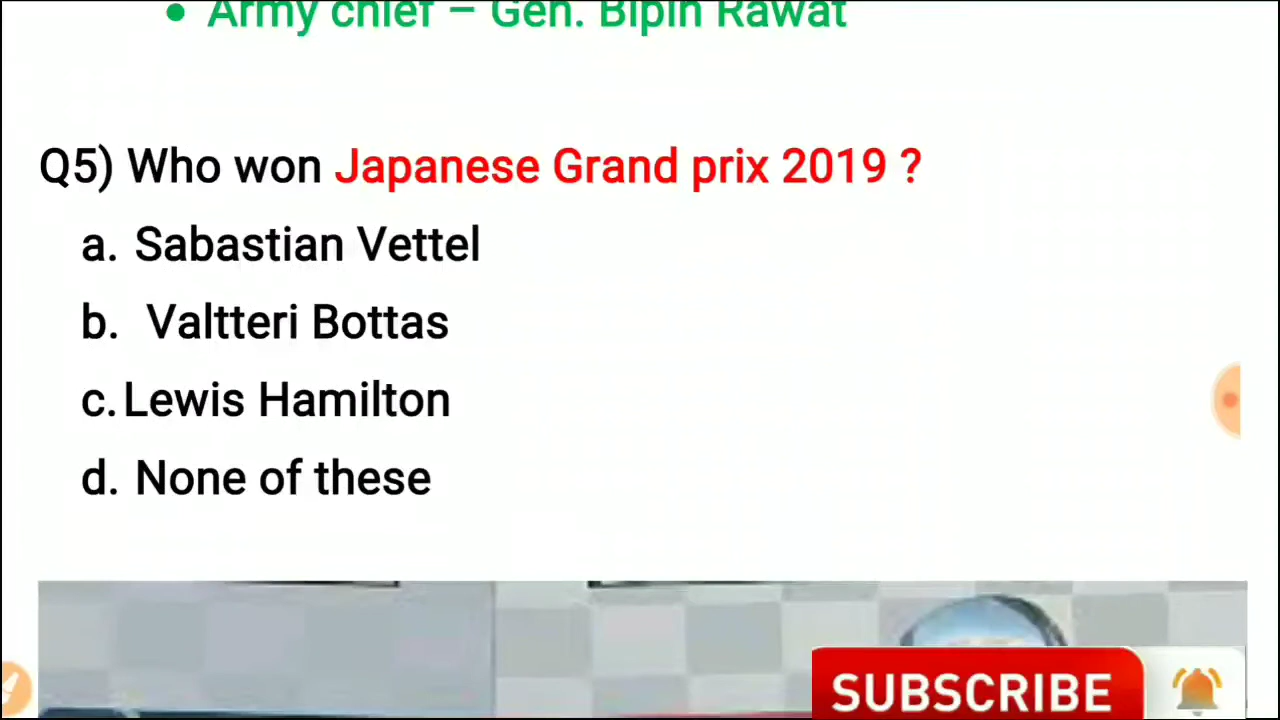 • Army chief – Gen. Bipin Rawat
Q5) Who won Japanese Grand prix 2019 ?
a. Sabastian Vettel
b. Valtteri Bottas
c. Lewis Hamilton
d. None of these
SUBSCRIBE